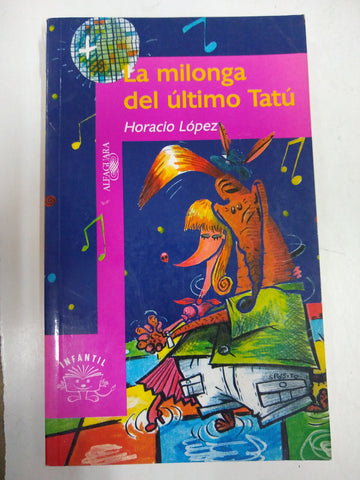 La milonga
del último Tatú
Horacio López
ALFAGUARA
INFANTIL